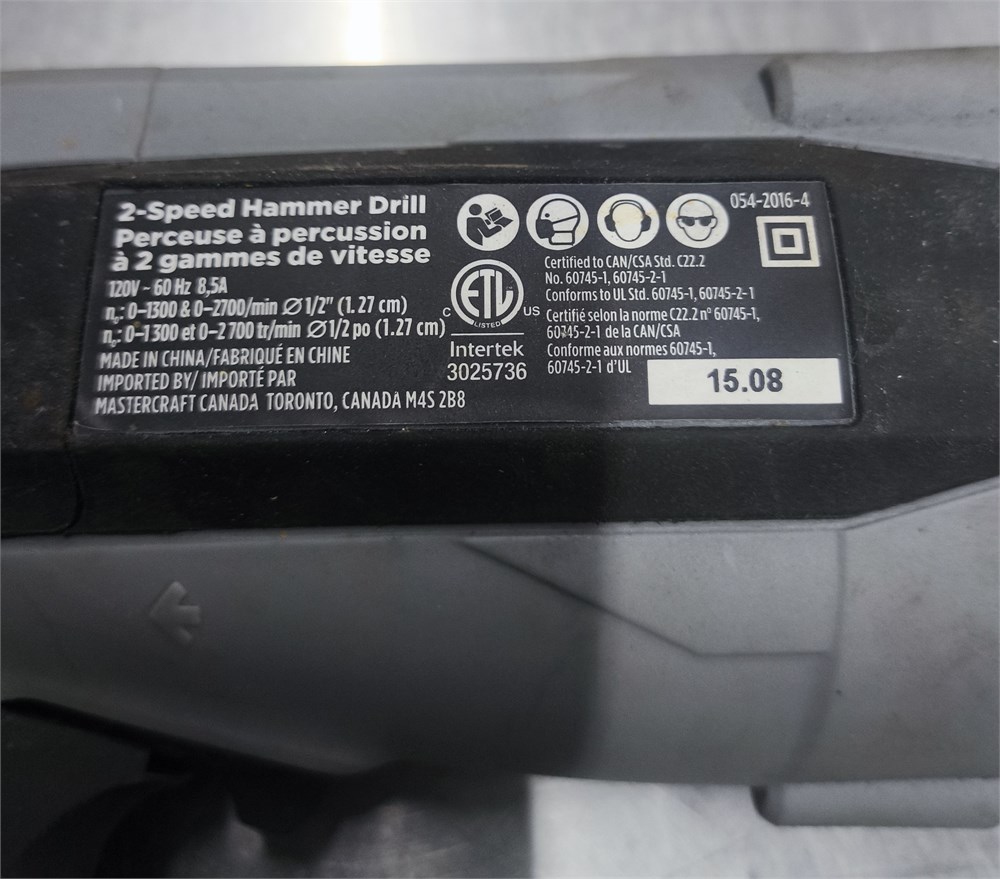 2-Speed Hammer Drill
Perceuse à percussion
à 2 gammes de vitesse
120V ~ 60 Hz 8,5A
n₀: 0–1300 & 0–2700/min ∅ 1/2" (1.27 cm)
n₀: 0–1 300 et 0–2 700 tr/min ∅ 1/2 po (1.27 cm)
MADE IN CHINA/FABRIQUÉ EN CHINE
IMPORTED BY/ IMPORTÉ PAR
MASTERCRAFT CANADA TORONTO, CANADA M4S 2B8
C ETL US
LISTED
Intertek
3025736
054-2016-4
Certified to CAN/CSA Std. C22.2
No. 60745-1, 60745-2-1
Conforms to UL Std. 60745-1, 60745-2-1
Certifié selon la norme C22.2 n° 60745-1,
60745-2-1 de la CAN/CSA
Conforme aux normes 60745-1,
60745-2-1 d'UL
15.08